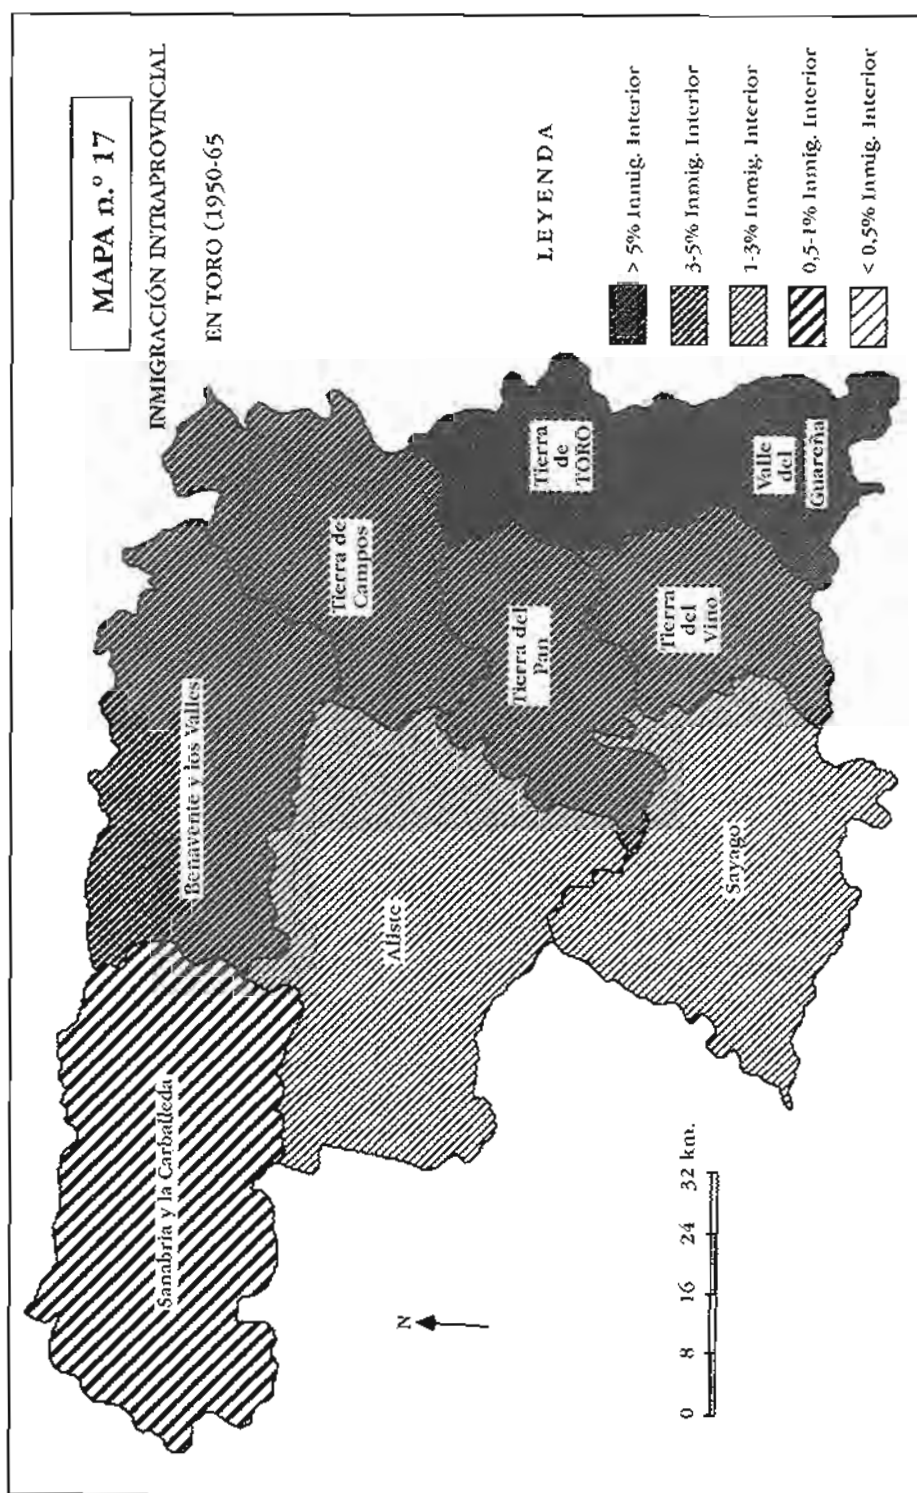 MAPA n.º 17
INMIGRACIÓN INTRAPROVINCIAL
EN TORO (1950-65)
LEYENDA
> 5% Inmig. Interior
3-5% Inmig. Interior
1-3% Inmig. Interior
0,5-1% Inmig. Interior
< 0,5% Inmig. Interior
Sanabria y la Carballeda
Benavente y los Valles
Tierra de
Campos
Aliste
Tierra del
Pan
Tierra
de
TORO
Tierra
del
Vino
Sayago
Valle
del
Guareña
N
0 8 16 24 32 km.